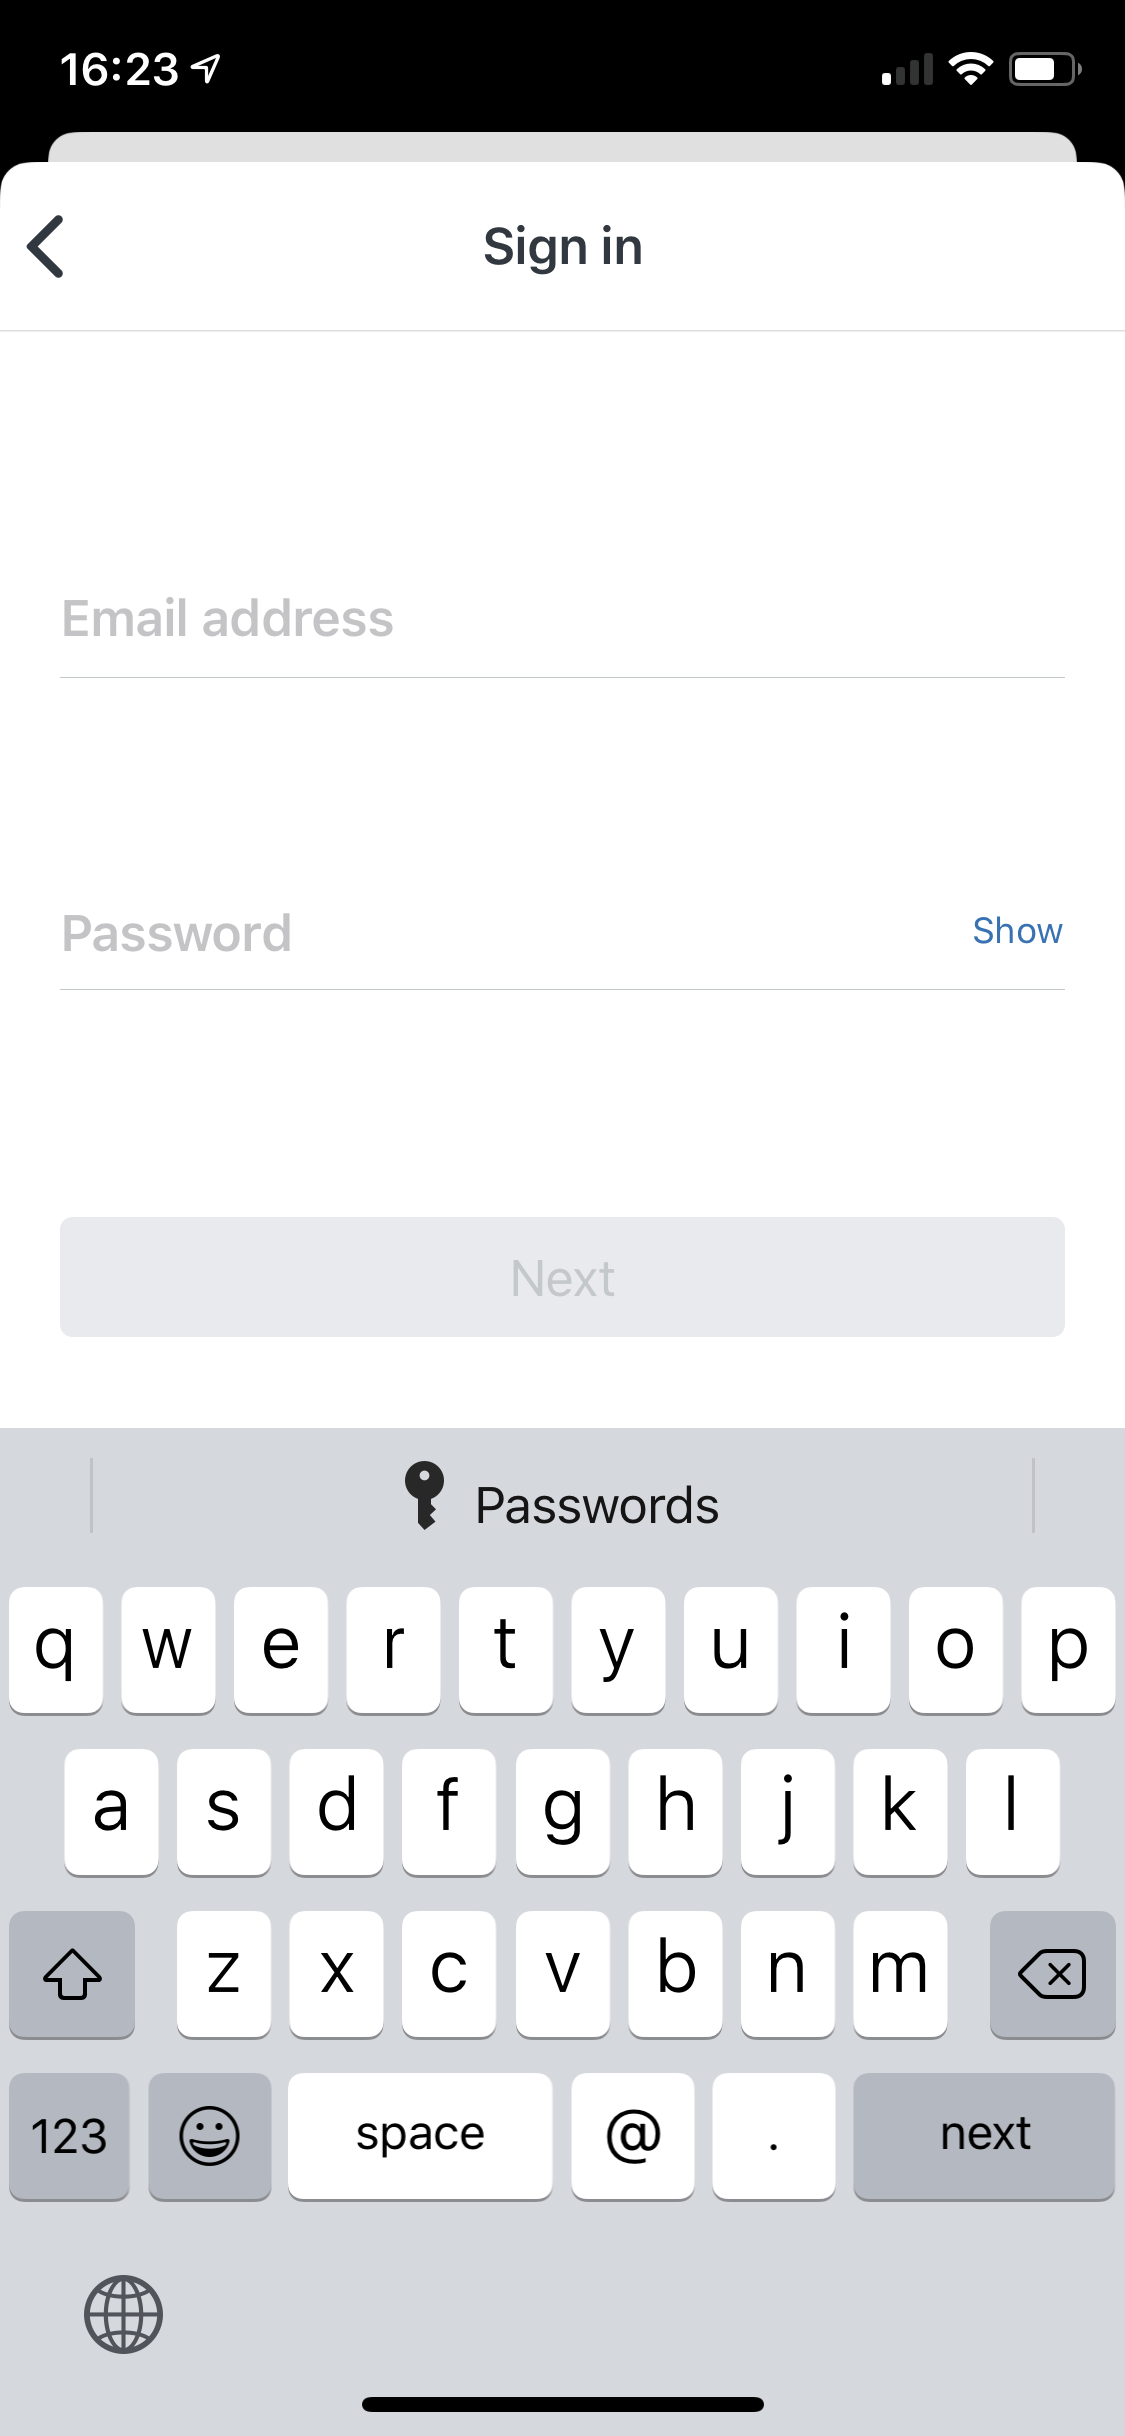 16:23
Sign in
Email address
Password Show
Next
Passwords
q w e r t y u i o p
a s d f g h j k l
z x c v b n m
123 space @ . next